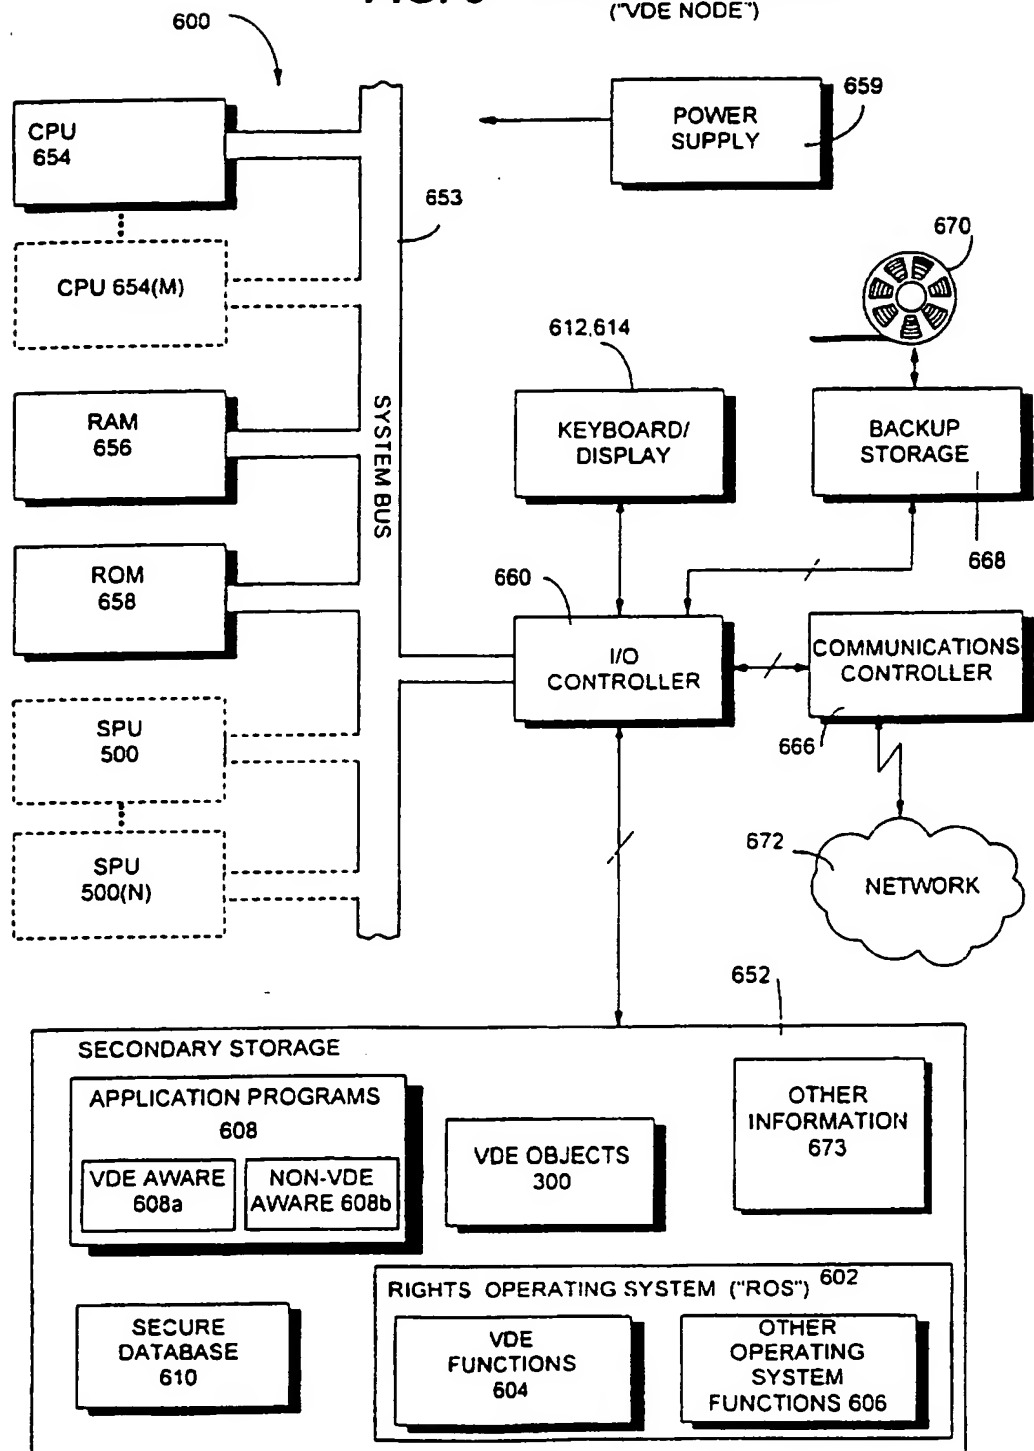 ("VDE NODE")
600
CPU
654
POWER
SUPPLY
659
653
CPU 654(M)
670
612,614
RAM
656
SYSTEM BUS
KEYBOARD/
DISPLAY
BACKUP
STORAGE
668
ROM
658
660
I/O
CONTROLLER
COMMUNICATIONS
CONTROLLER
666
SPU
500
SPU
500(N)
672
NETWORK
652
SECONDARY STORAGE
APPLICATION PROGRAMS
608
VDE AWARE
608a
NON-VDE
AWARE 608b
VDE OBJECTS
300
OTHER
INFORMATION
673
SECURE
DATABASE
610
RIGHTS OPERATING SYSTEM ("ROS") 602
VDE
FUNCTIONS
604
OTHER
OPERATING
SYSTEM
FUNCTIONS 606